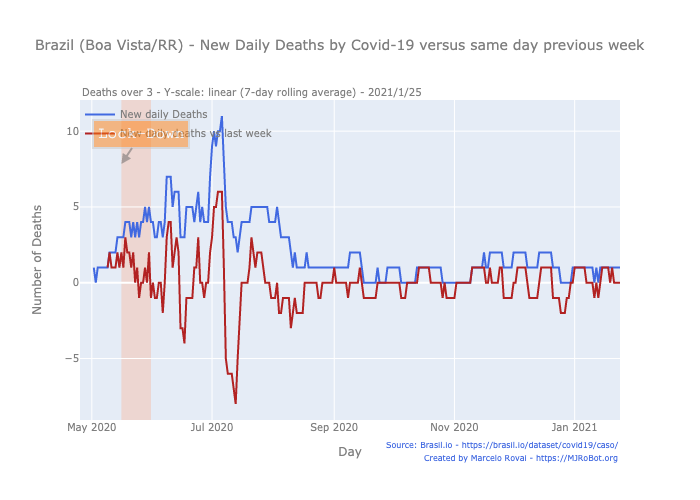 Brazil (Boa Vista/RR) - New Daily Deaths by Covid-19 versus same day previous week
Deaths over 3 - Y-scale: linear (7-day rolling average) - 2021/1/25
New daily Deaths
New daily Deaths vs last week
10
5
0
−5
Number of Deaths
May 2020
Jul 2020
Sep 2020
Nov 2020
Jan 2021
Day
Source: Brasil.io - https://brasil.io/dataset/covid19/caso/
Created by Marcelo Rovai - https://MJRoBot.org